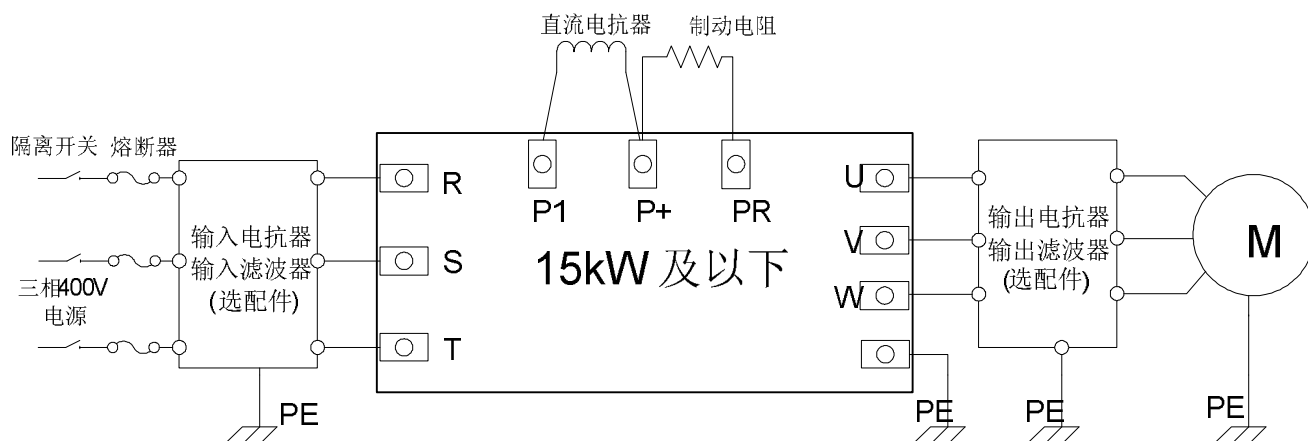 直流电抗器
制动电阻
隔离开关 熔断器
R
S
T
P1
P+
PR
U
V
W
输入电抗器
输入滤波器
(选配件)
三相400V
电源
15kW 及以下
输出电抗器
输出滤波器
(选配件)
M
PE
PE
PE
PE